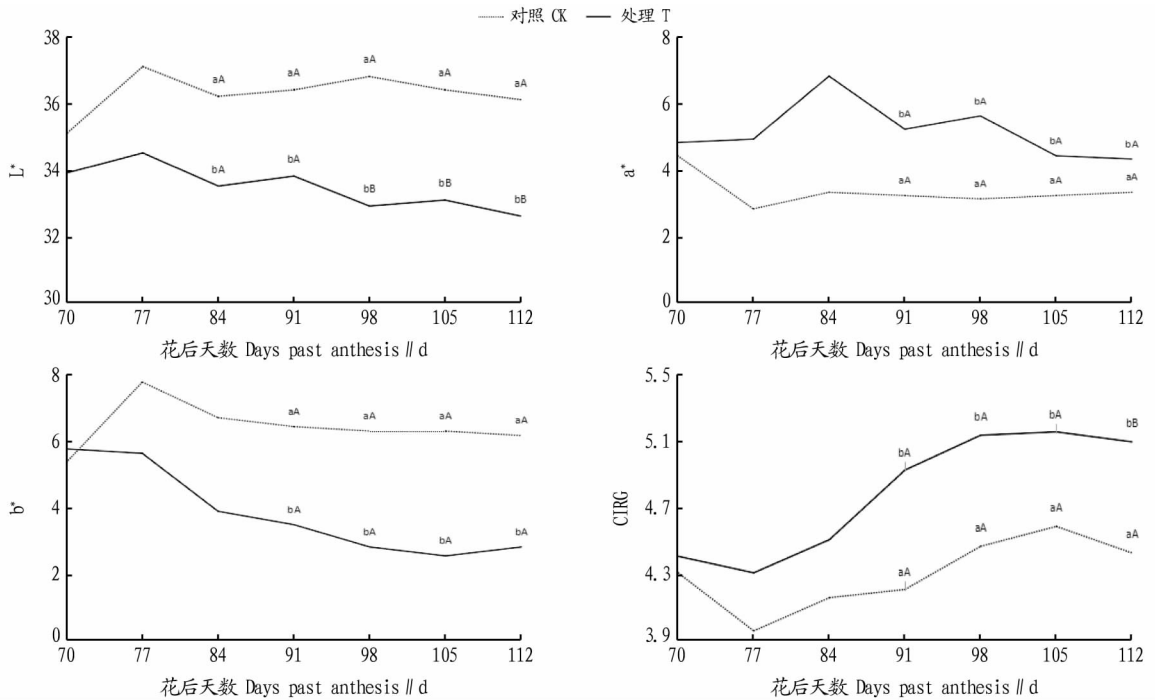 对照 CK 处理 T
38
36
34
32
30
L*
aA aA aA aA aA
bA bA bB bB bB
70 77 84 91 98 105 112
花后天数 Days past anthesis∥d
8
6
4
2
0
a*
bA bA bA bA
aA aA aA aA
70 77 84 91 98 105 112
花后天数 Days past anthesis∥d
8
6
4
2
0
b*
aA aA aA aA
bA bA bA bA
70 77 84 91 98 105 112
花后天数 Days past anthesis∥d
5.5
5.1
4.7
4.3
3.9
CIRG
bA bA bA bB
aA aA aA aA
70 77 84 91 98 105 112
花后天数 Days past anthesis∥d